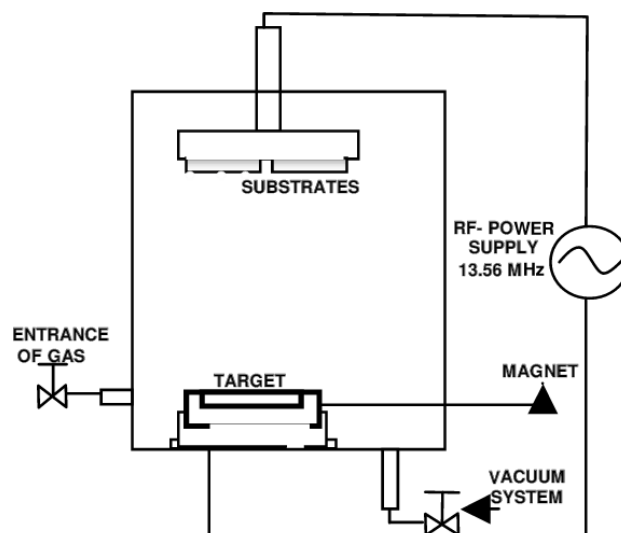 SUBSTRATES
RF- POWER
SUPPLY
13.56 MHz
ENTRANCE
OF GAS
TARGET
MAGNET
VACUUM
SYSTEM